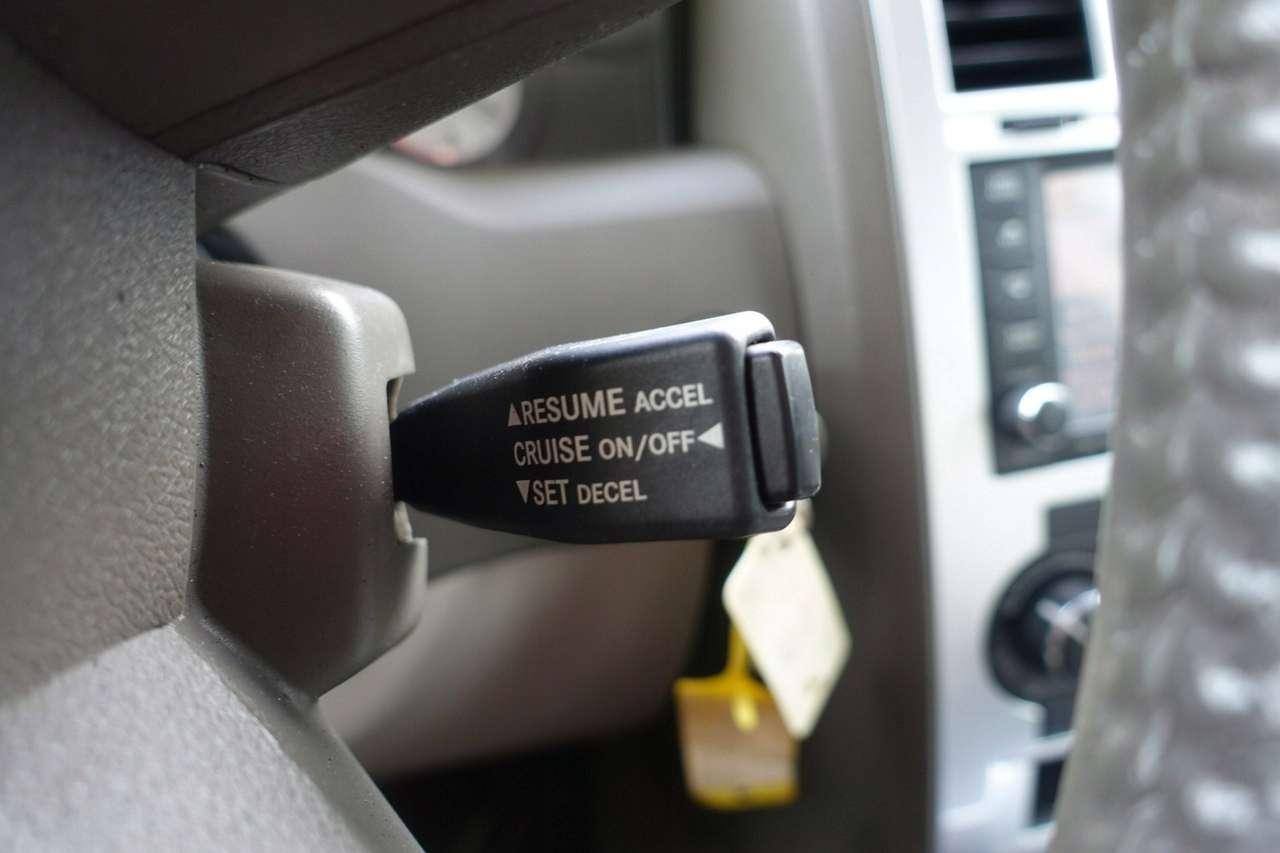 ▲RESUME ACCEL
CRUISE ON/OFF◀
▼SET DECEL